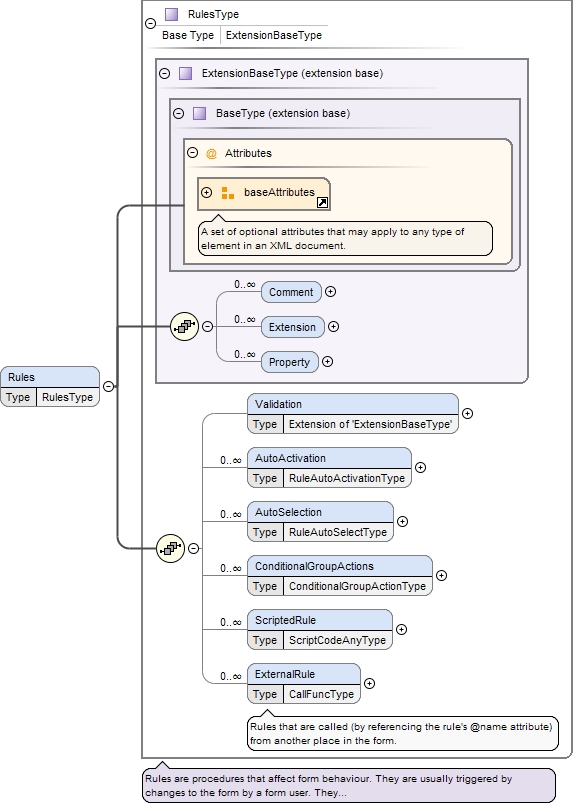 RulesType
Base Type ExtensionBaseType
ExtensionBaseType (extension base)
BaseType (extension base)
@ Attributes
baseAttributes
A set of optional attributes that may apply to any type of
element in an XML document.
0..∞ Comment
0..∞ Extension
0..∞ Property
Rules
Type RulesType
Validation
Type Extension of 'ExtensionBaseType'
0..∞ AutoActivation
Type RuleAutoActivationType
0..∞ AutoSelection
Type RuleAutoSelectType
0..∞ ConditionalGroupActions
Type ConditionalGroupActionType
0..∞ ScriptedRule
Type ScriptCodeAnyType
0..∞ ExternalRule
Type CallFuncType
Rules that are called (by referencing the rule's @name attribute)
from another place in the form.
Rules are procedures that affect form behaviour. They are usually triggered by
changes to the form by a form user. They...